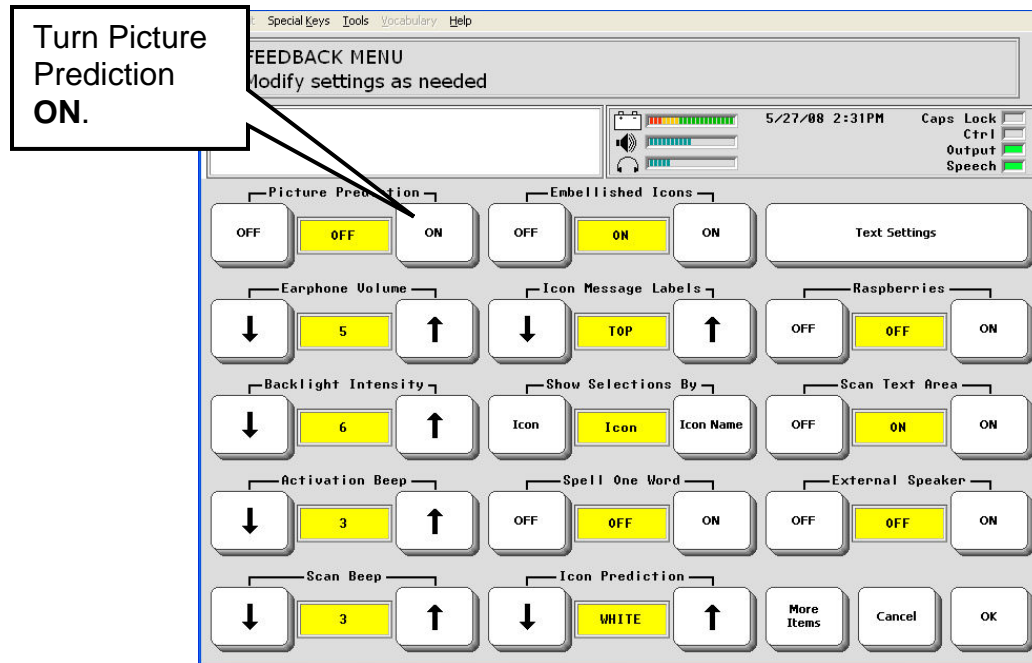 Turn Picture
Prediction
ON.
Special Keys Tools Vocabulary Help
FEEDBACK MENU
Modify settings as needed
5/27/08 2:31PM Caps Lock
Ctrl
Output
Speech
Picture Prediction Embellished Icons
OFF OFF ON OFF ON ON Text Settings
Earphone Volume Icon Message Labels Raspberries
↓ 5 ↑ ↓ TOP ↑ OFF OFF ON
Backlight Intensity Show Selections By Scan Text Area
↓ 6 ↑ Icon Icon Icon Name OFF ON ON
Activation Beep Spell One Word External Speaker
↓ 3 ↑ OFF OFF ON OFF OFF ON
Scan Beep Icon Prediction
↓ 3 ↑ ↓ WHITE ↑ More
Items Cancel OK